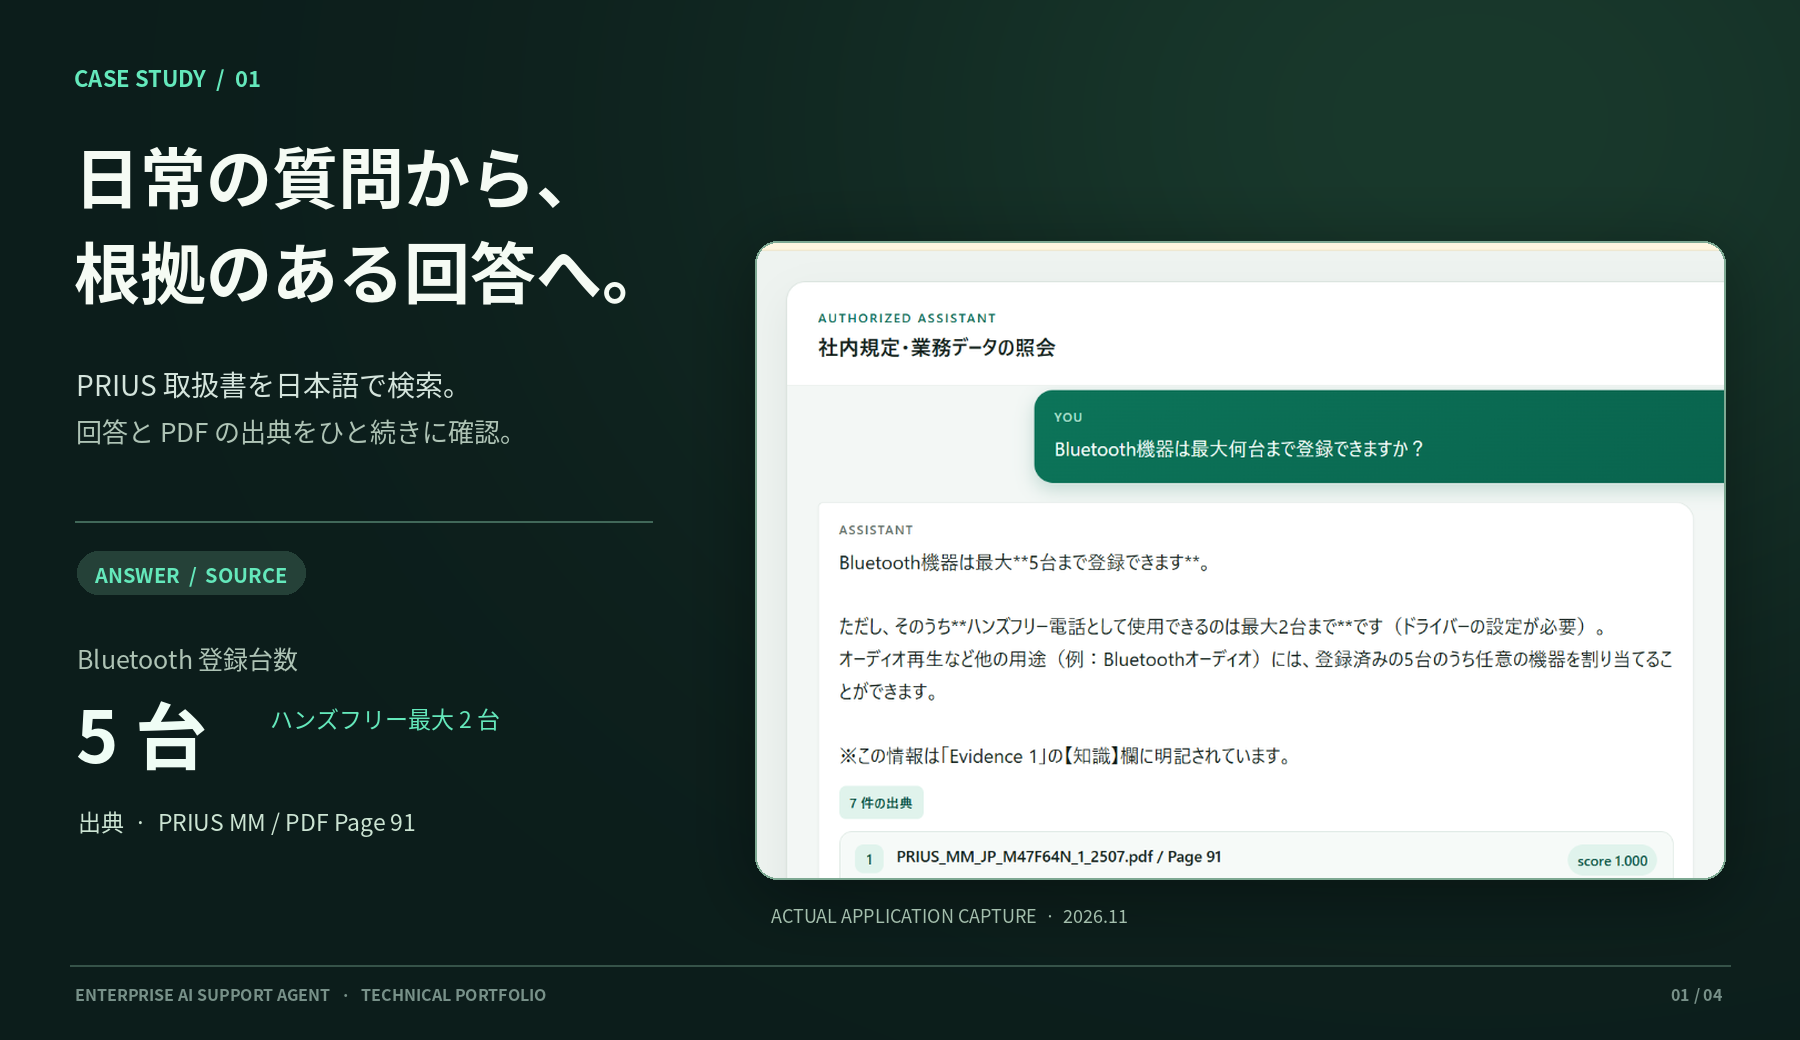 CASE STUDY / 01
日常の質問から、
根拠のある回答へ。
PRIUS 取扱書を日本語で検索。
回答と PDF の出典をひと続きに確認。
ANSWER / SOURCE
Bluetooth 登録台数
5 台
ハンズフリー最大 2 台
出典 · PRIUS MM / PDF Page 91
AUTHORIZED ASSISTANT
社内規定・業務データの照会
YOU
Bluetooth機器は最大何台まで登録できますか？
ASSISTANT
Bluetooth機器は最大**5台まで登録できます**。
ただし、そのうち**ハンズフリー電話として使用できるのは最大2台まで**です（ドライバーの設定が必要）。
オーディオ再生など他の用途（例：Bluetoothオーディオ）には、登録済みの5台のうち任意の機器を割り当てるこ
とができます。
※この情報は「Evidence 1」の【知識】欄に明記されています。
7 件の出典
1 PRIUS_MM_JP_M47F64N_1_2507.pdf / Page 91
score 1.000
ACTUAL APPLICATION CAPTURE · 2026.11
ENTERPRISE AI SUPPORT AGENT · TECHNICAL PORTFOLIO
01 / 04